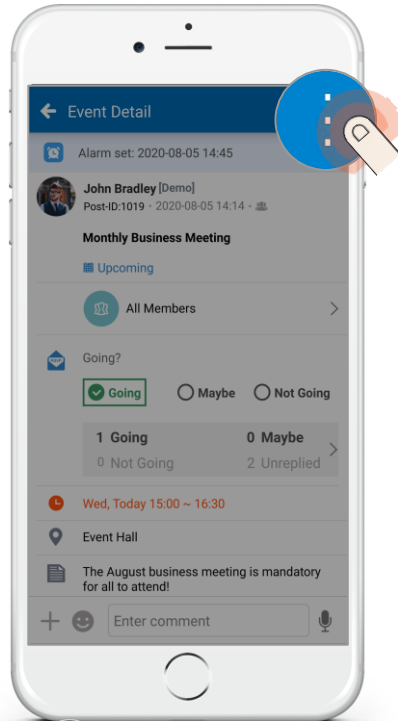 Event Detail
Alarm set: 2020-08-05 14:45
John Bradley [Demo]
Post-ID:1019 · 2020-08-05 14:14 ·
Monthly Business Meeting
Upcoming
All Members
Going?
Going Maybe Not Going
1 Going 0 Maybe
0 Not Going 2 Unreplied
Wed, Today 15:00 ~ 16:30
Event Hall
The August business meeting is mandatory
for all to attend!
Enter comment